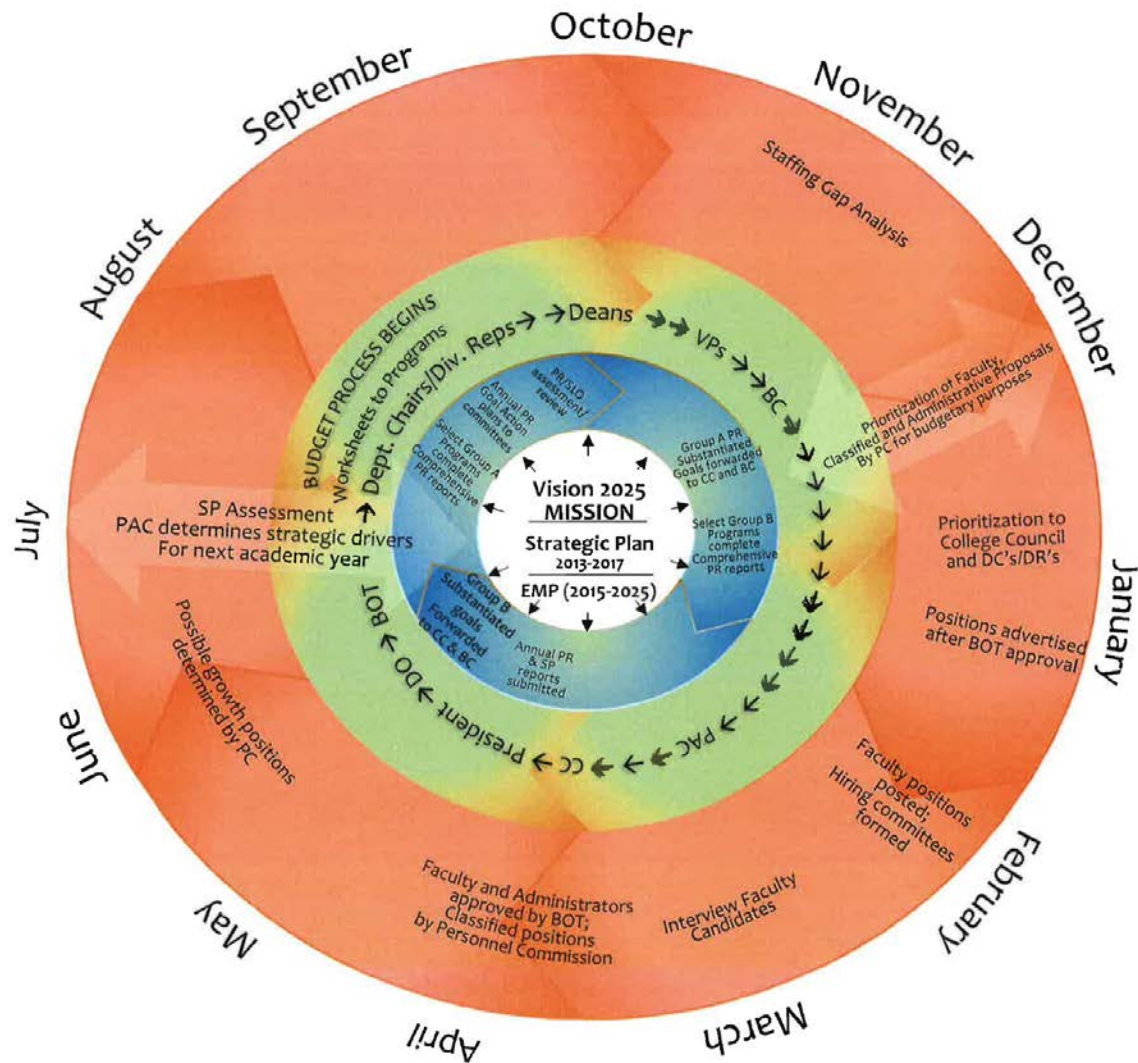 October
November
December
January
February
March
April
May
June
July
August
September
Staffing Gap Analysis
Prioritization of Faculty,
Classified and Administrative Proposals
By PC for budgetary purposes
Prioritization to
College Council
and DC's/DR's
Positions advertised
after BOT approval
Faculty positions
posted;
Hiring committees
formed
Interview Faculty
Candidates
Faculty and Administrators
approved by BOT;
Classified positions
by Personnel Commission
Possible growth positions
determined by PC
SP Assessment
PAC determines strategic drivers
For next academic year
BUDGET PROCESS BEGINS
Worksheets to Programs
→ Dept. Chairs/Div. Reps → → Deans →→ VPs → → BC → → → → → → → → → → → → → → PAC → → → CC → President → DO → BOT
PR/SLO
assessment/
review
Annual PR
Goal Action
plans to
committees
Select Group A
Programs
complete
Comprehensive
PR reports
Group A PR
Substantiated
Goals forwarded
to CC and BC
Select Group B
Programs
complete
Comprehensive
PR reports
Annual PR
& SP
reports
submitted
Group B
Substantiated
goals
Forwarded
to CC & BC
Vision 2025
MISSION
Strategic Plan
2013-2017
EMP (2015-2025)